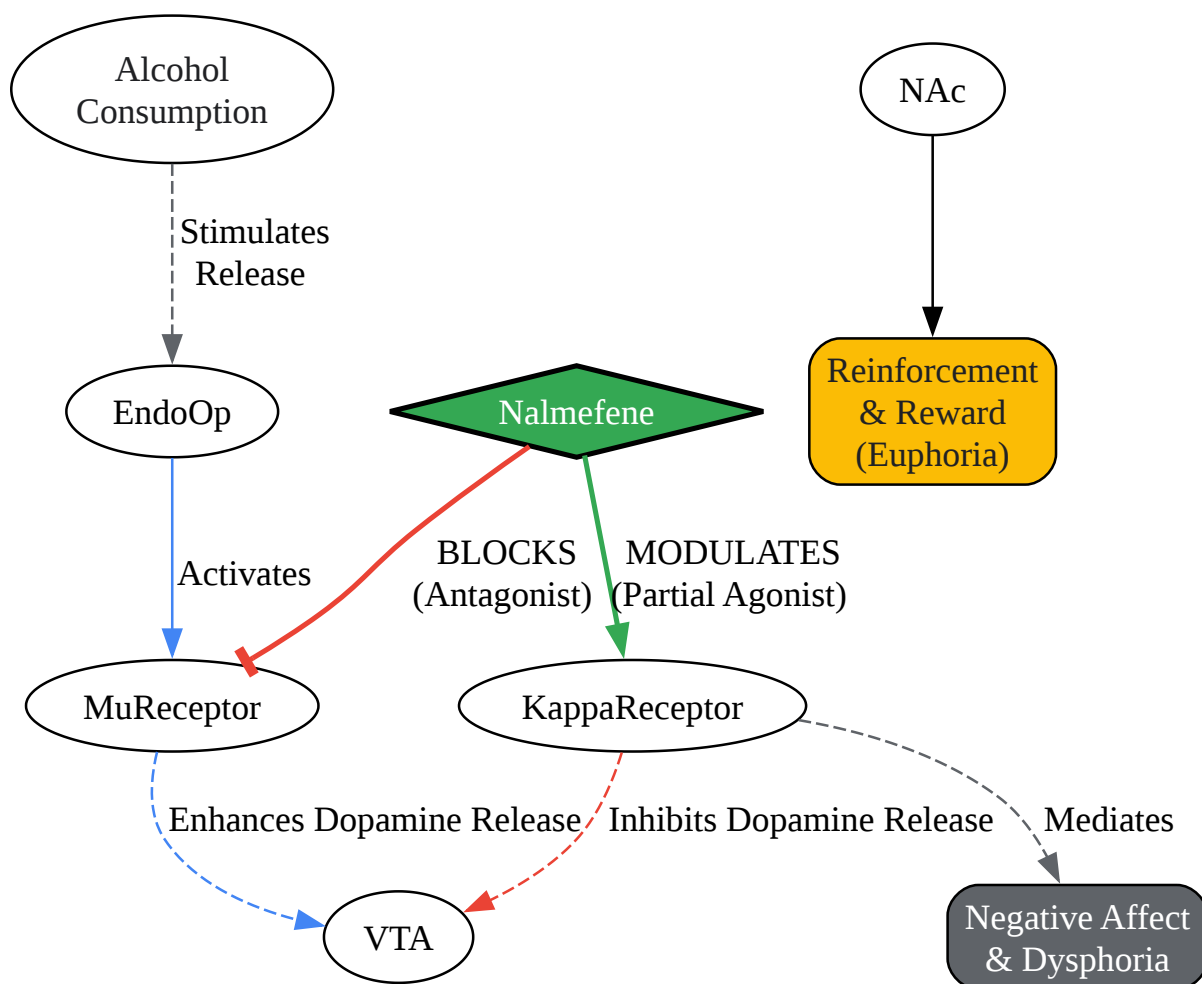 Alcohol
Consumption
NAc
Stimulates
Release
EndoOp
Nalmefene
Reinforcement
& Reward
(Euphoria)
Activates
BLOCKS
(Antagonist)
MODULATES
(Partial Agonist)
MuReceptor
KappaReceptor
Enhances Dopamine Release
Inhibits Dopamine Release
Mediates
VTA
Negative Affect
& Dysphoria